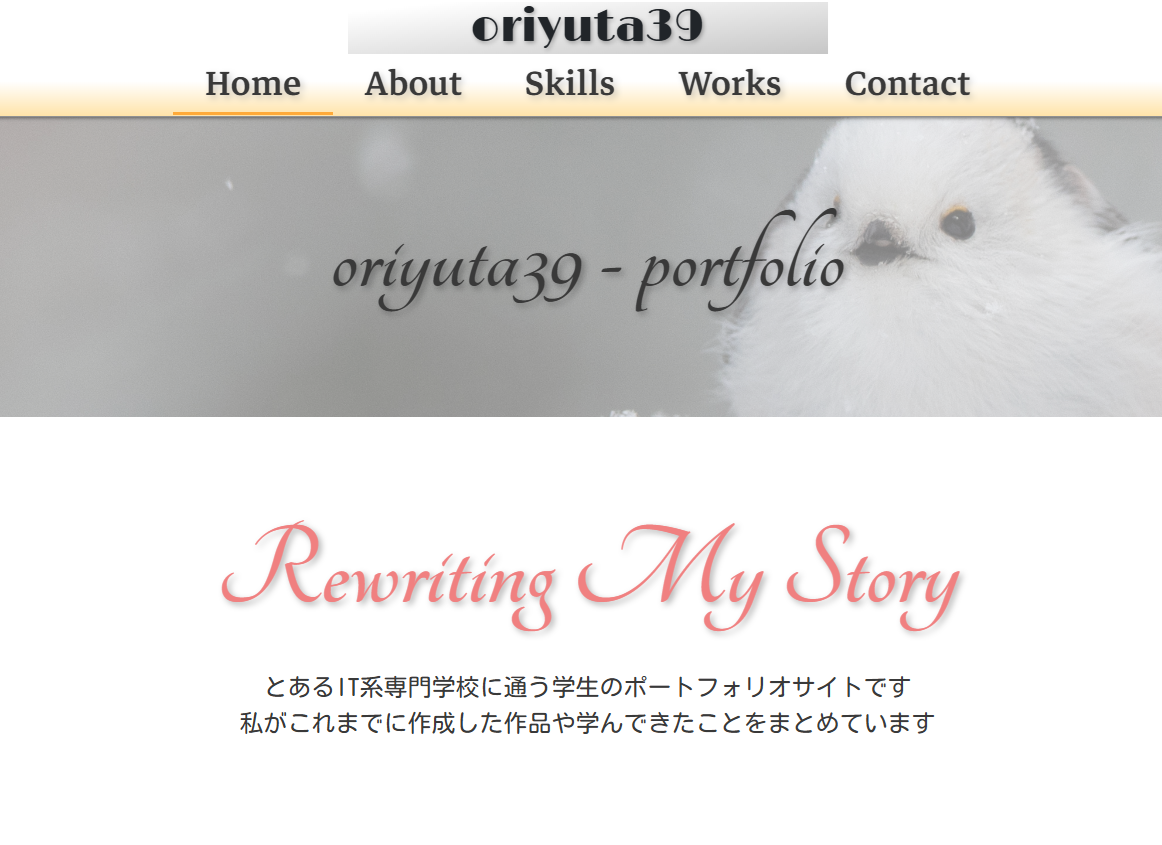 oriyuta39
Home About Skills Works Contact
oriyuta39 - portfolio
Rewriting My Story
とあるIT系専門学校に通う学生のポートフォリオサイトです
私がこれまでに作成した作品や学んできたことをまとめています